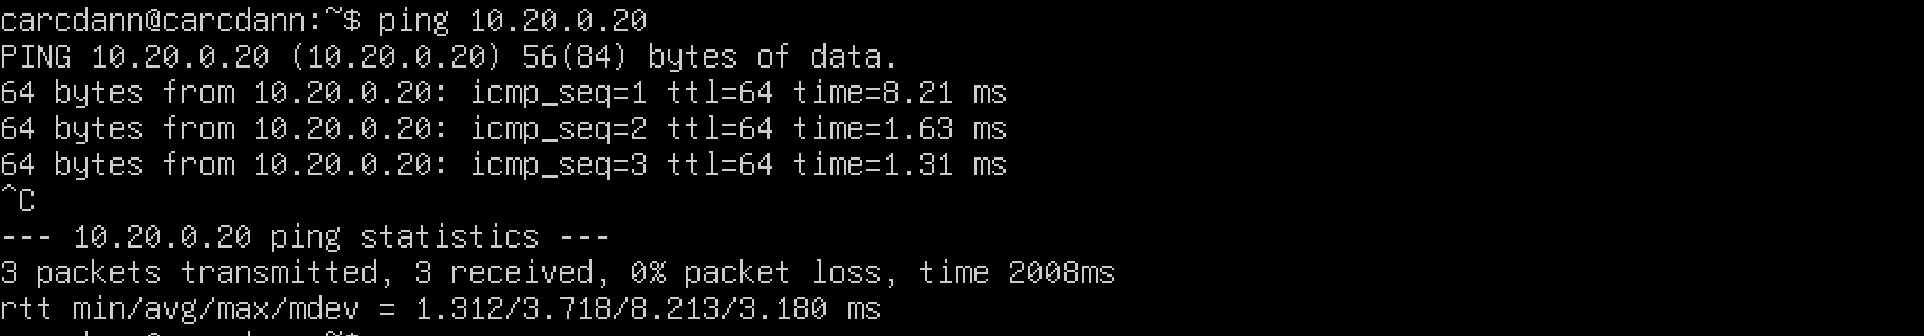 carcdann@carcdann:~$ ping 10.20.0.20
PING 10.20.0.20 (10.20.0.20) 56(84) bytes of data.
64 bytes from 10.20.0.20: icmp_seq=1 ttl=64 time=8.21 ms
64 bytes from 10.20.0.20: icmp_seq=2 ttl=64 time=1.63 ms
64 bytes from 10.20.0.20: icmp_seq=3 ttl=64 time=1.31 ms
^C
--- 10.20.0.20 ping statistics ---
3 packets transmitted, 3 received, 0% packet loss, time 2008ms
rtt min/avg/max/mdev = 1.312/3.718/8.213/3.180 ms